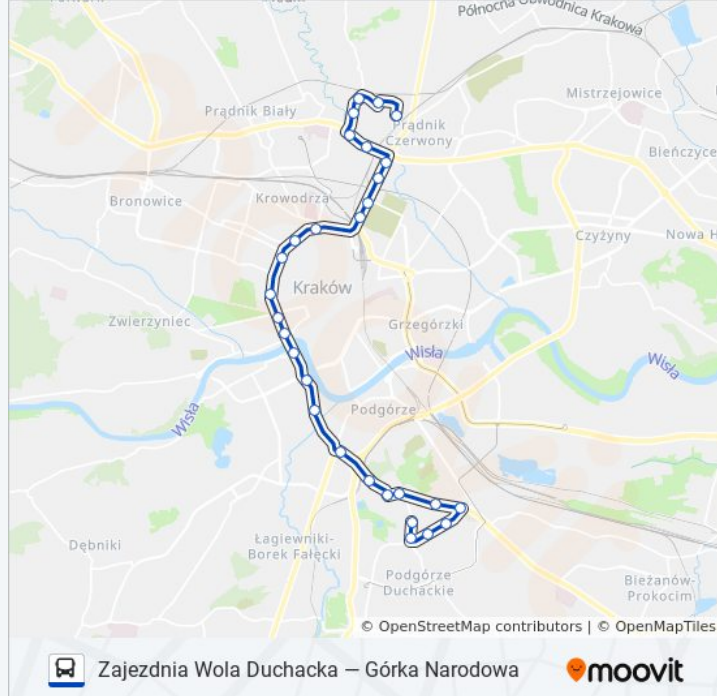 Północna Obwodnica Krakowa
Mistrzejowice
Prądnik Biały
Prądnik
Czerwony
Bieńczyce
Bronowice
Krowodrza
Czyżyny
Nowa H
Kraków
Zwierzyniec
Grzegórzki
Wisła
Wisła
Wisła
Podgórze
Dębniki
Łagiewniki-
Borek Fałęcki
Podgórze
Duchackie
Bieżanów-
Prokocim
© OpenStreetMap contributors | © OpenMapTiles
Zajezdnia Wola Duchacka — Górka Narodowa
moovit